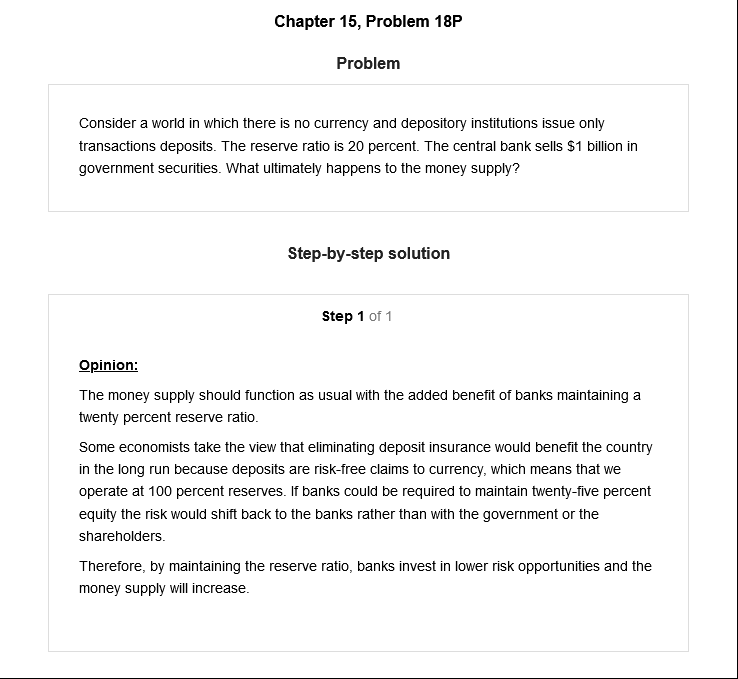 Chapter 15, Problem 18P
Problem
Consider a world in which there is no currency and depository institutions issue only
transactions deposits. The reserve ratio is 20 percent. The central bank sells $1 billion in
government securities. What ultimately happens to the money supply?
Step-by-step solution
Step 1 of 1
Opinion:
The money supply should function as usual with the added benefit of banks maintaining a
twenty percent reserve ratio.
Some economists take the view that eliminating deposit insurance would benefit the country
in the long run because deposits are risk-free claims to currency, which means that we
operate at 100 percent reserves. If banks could be required to maintain twenty-five percent
equity the risk would shift back to the banks rather than with the government or the
shareholders.
Therefore, by maintaining the reserve ratio, banks invest in lower risk opportunities and the
money supply will increase.